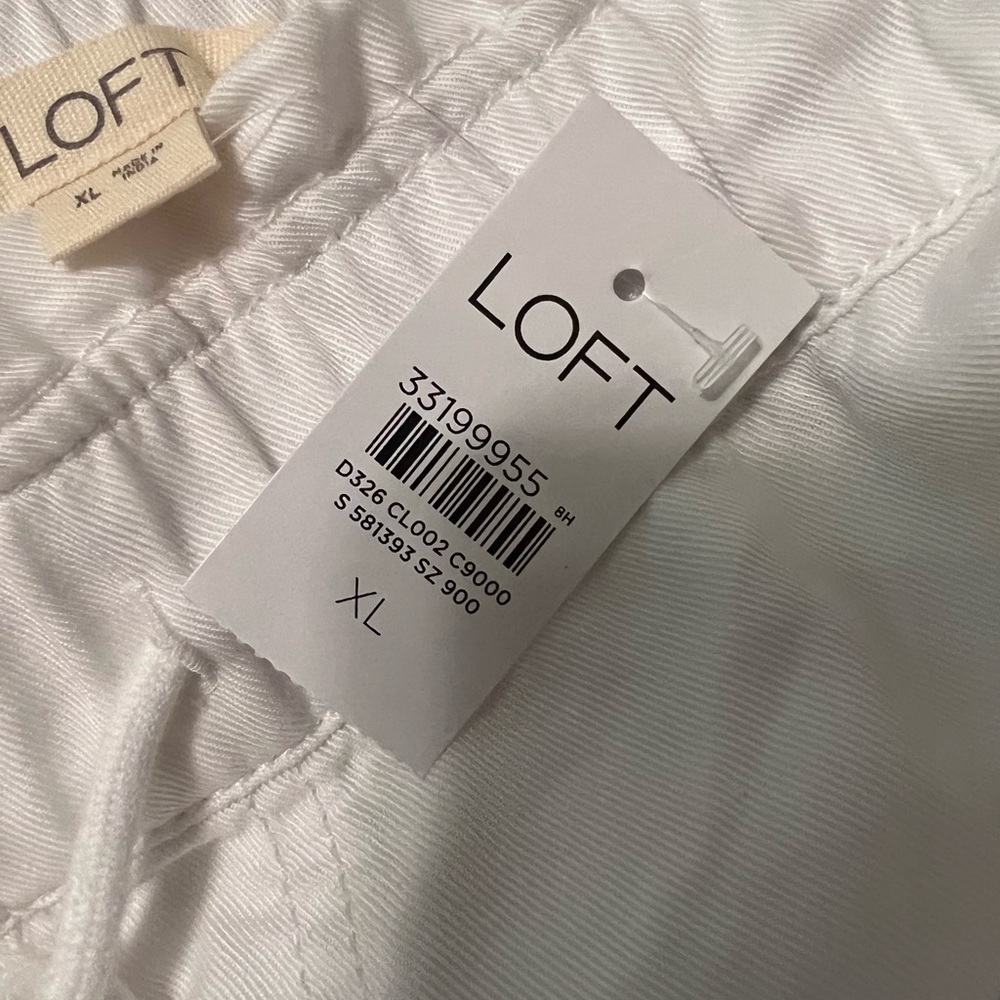 LOFT
XL MADE IN
INDIA
LOFT
33199955
8H
D326 CL002 C9000
S 581393 SZ 900
XL